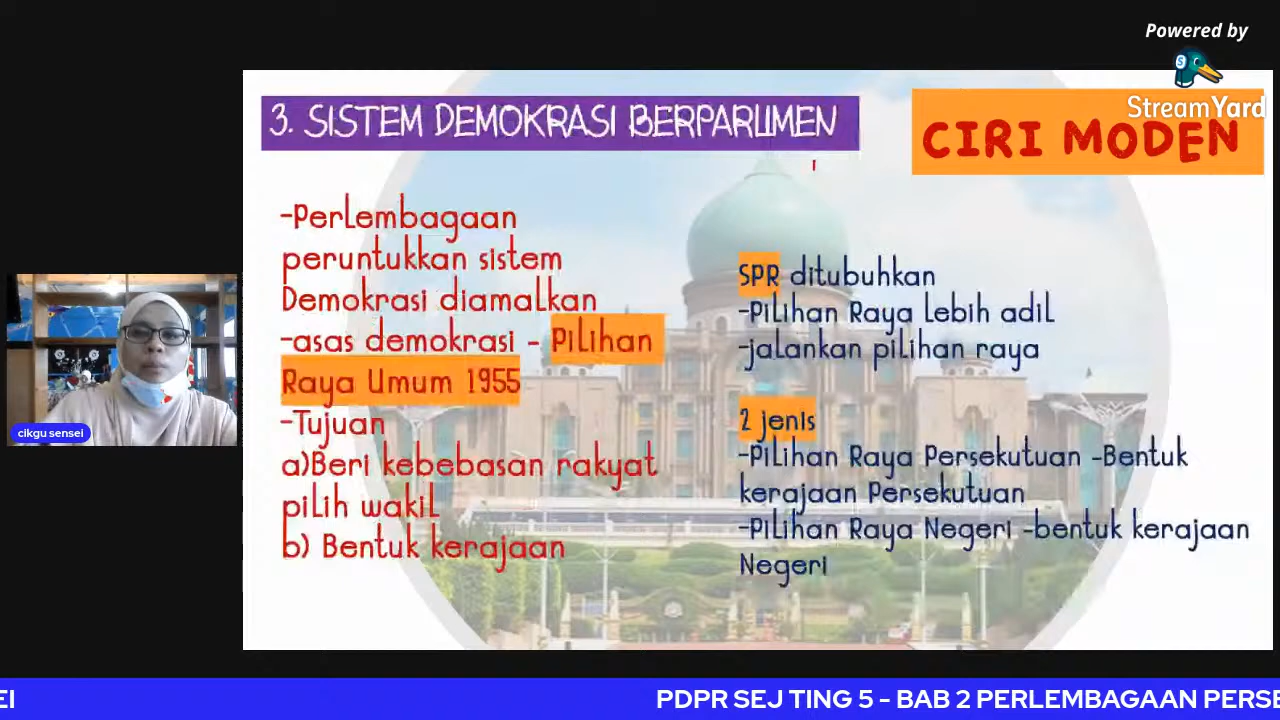 Powered by
StreamYard
3. SISTEM DEMOKRASI BERPARLIMEN
CIRI MODEN
-Perlembagaan
peruntukkan sistem
Demokrasi diamalkan
-asas demokrasi - Pilihan
Raya Umum 1955
-Tujuan
a)Beri kebebasan rakyat
pilih wakil
b) Bentuk kerajaan
SPR ditubuhkan
-Pilihan Raya lebih adil
-jalankan pilihan raya
2 jenis
-Pilihan Raya Persekutuan -Bentuk
kerajaan Persekutuan
-Pilihan Raya Negeri -bentuk kerajaan
Negeri
cikgu sensei
EI
PDPR SEJ TING 5 - BAB 2 PERLEMBAGAAN PERSE